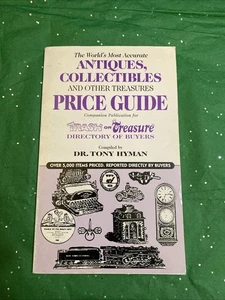 The World's Most Accurate
ANTIQUES,
COLLECTIBLES
AND OTHER TREASURES
PRICE GUIDE
Companion Publication for
TRASH OR Treasure
DIRECTORY OF BUYERS
Compiled by
DR. TONY HYMAN
OVER 5,000 ITEMS PRICED. REPORTED DIRECTLY BY BUYERS